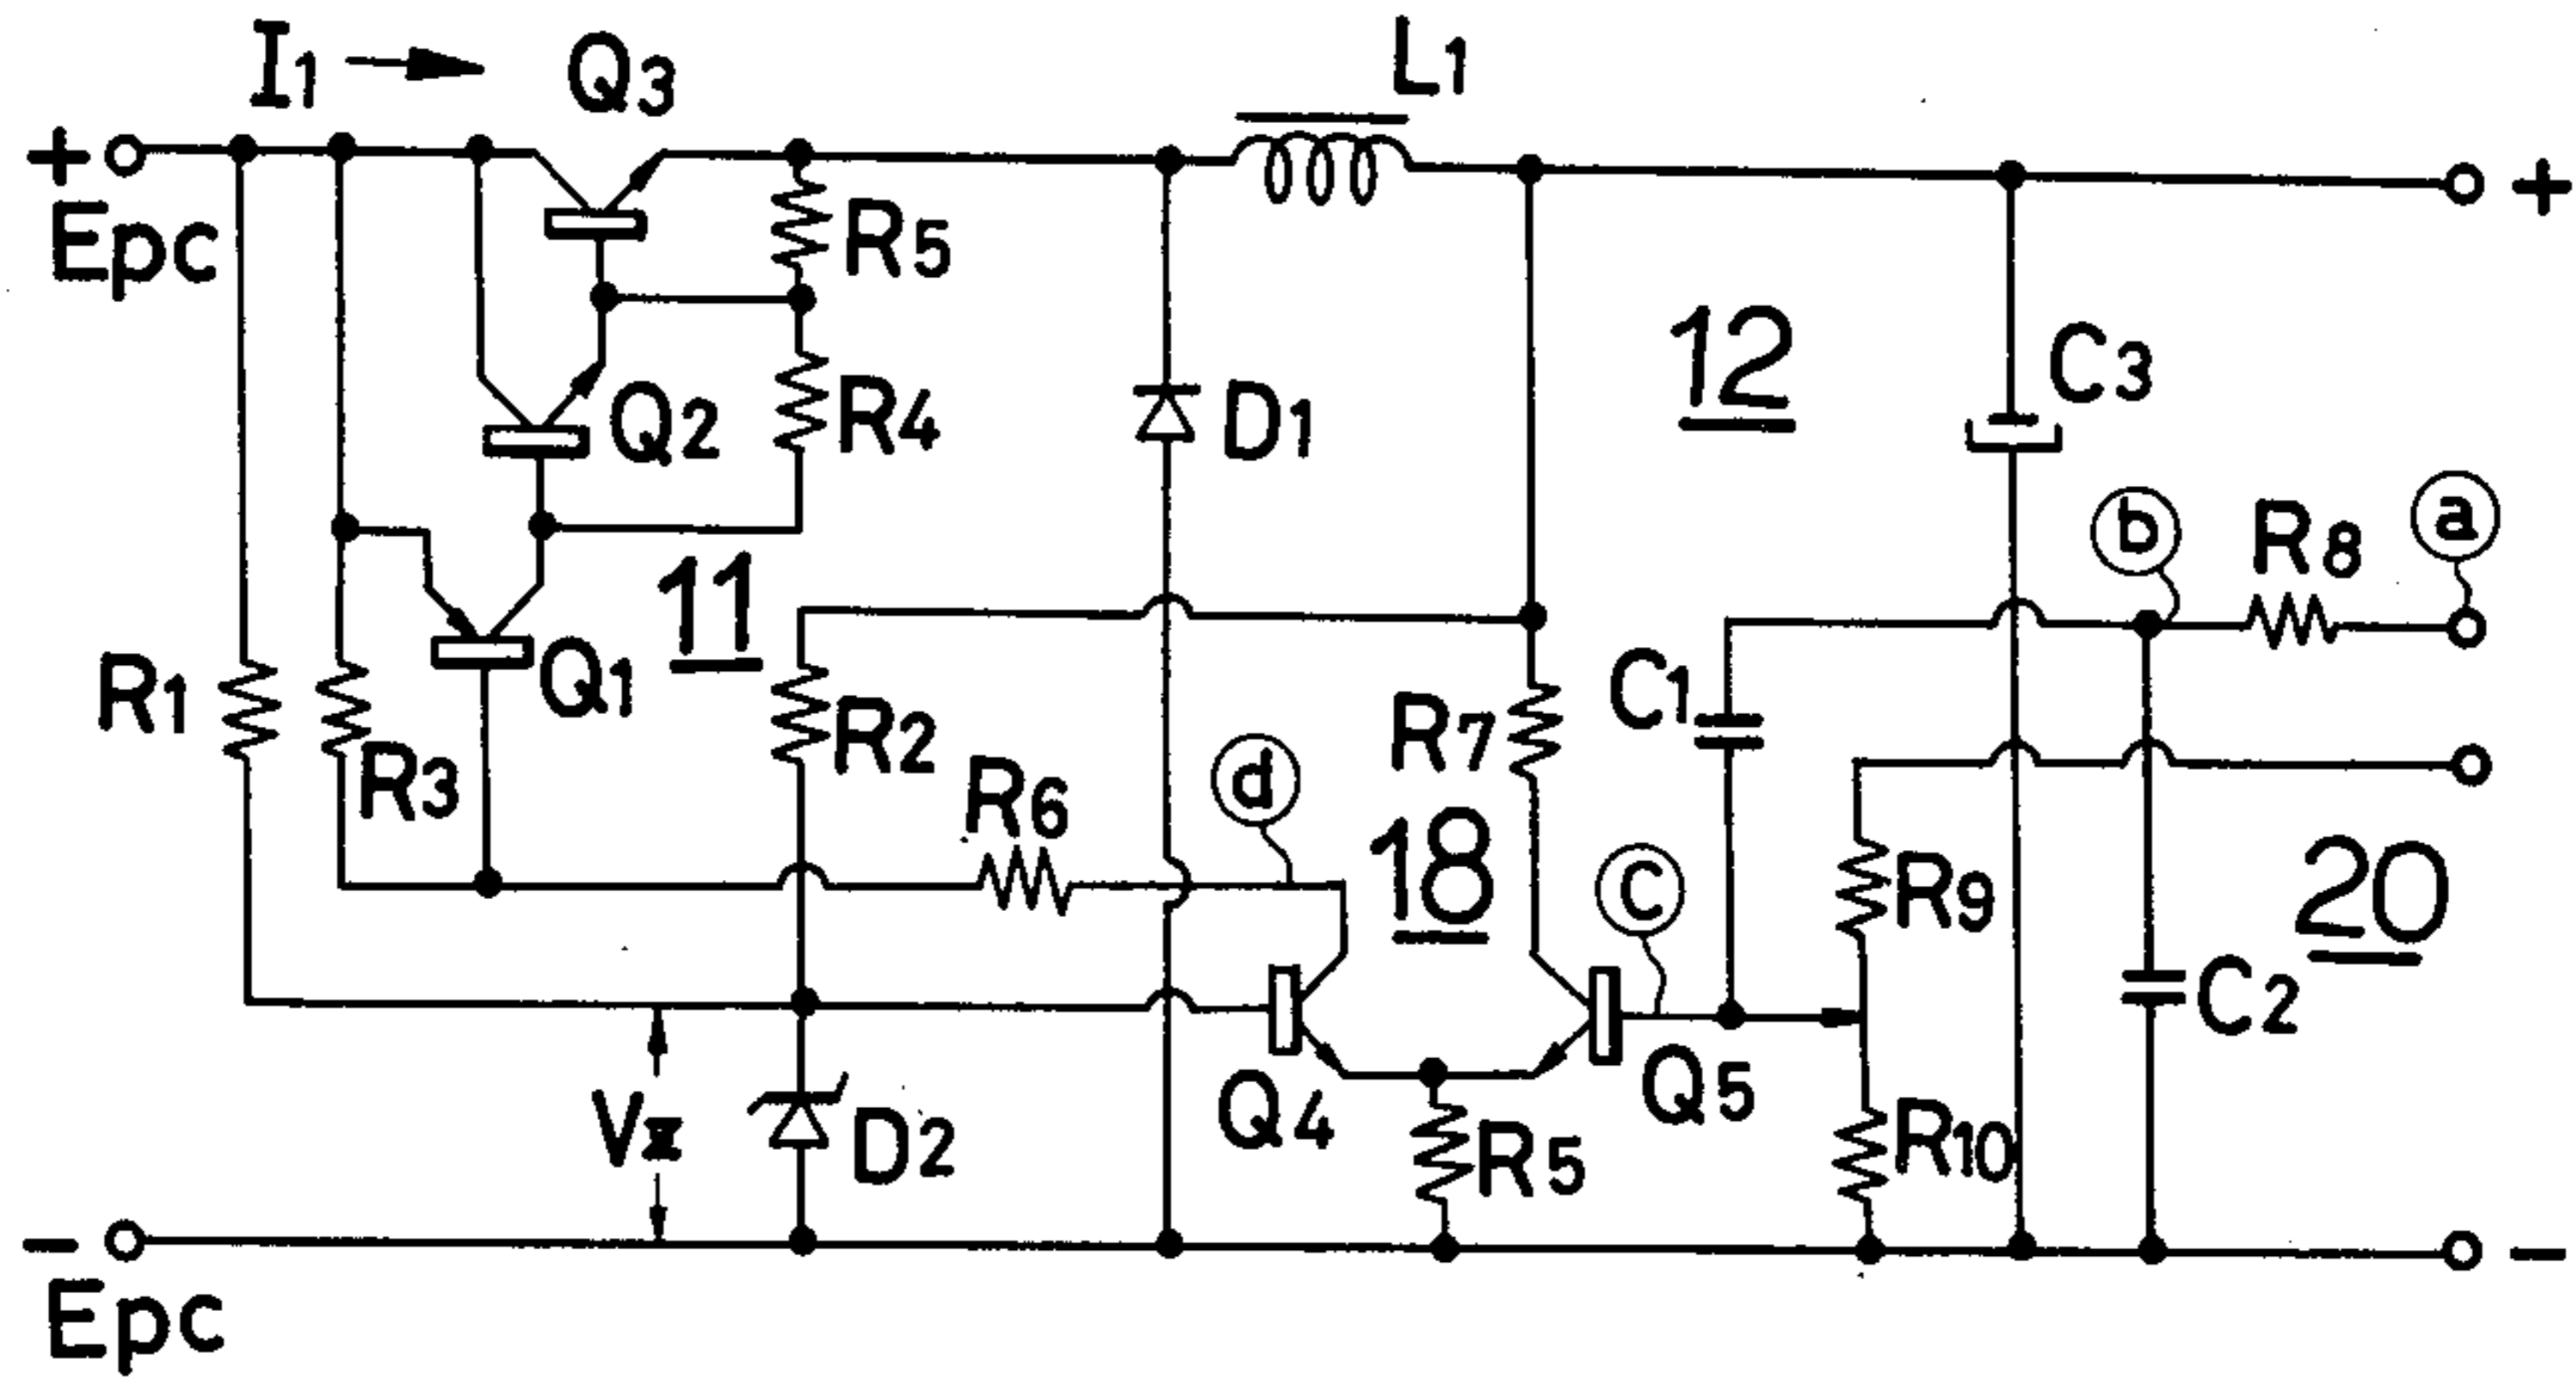 I1 Q3 L1
+ +
Epc R5
12
C3
Q2 R4 D1
b R8 a
11
R1 Q1 C1
R2 R7
R3 R6 d
18 c R9 20
C2
Q4 Q5
Vz D2 R5 R10
- -
Epc